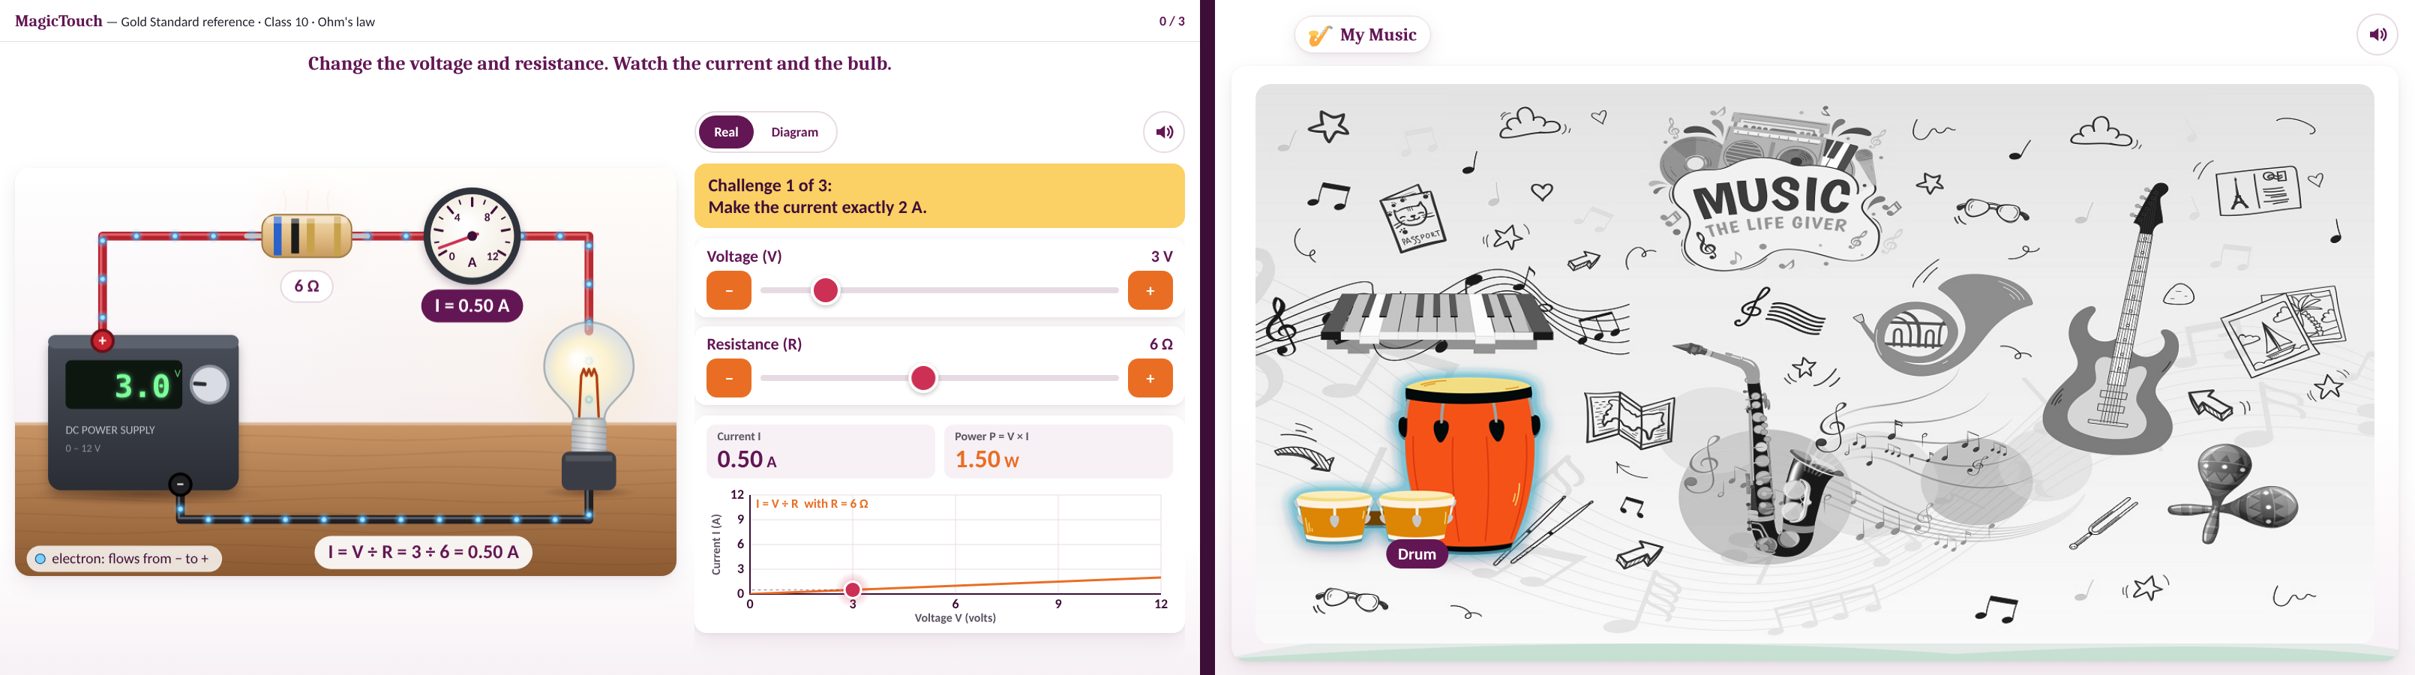 MagicTouch — Gold Standard reference · Class 10 · Ohm's law
0 / 3
Change the voltage and resistance. Watch the current and the bulb.
Real
Diagram
Challenge 1 of 3:
Make the current exactly 2 A.
Voltage (V)
3 V
−
+
Resistance (R)
6 Ω
−
+
Current I
0.50 A
Power P = V × I
1.50 W
I = V ÷ R with R = 6 Ω
Current I (A)
12
9
6
3
0
0
3
6
9
12
Voltage V (volts)
0
4
8
12
A
6 Ω
I = 0.50 A
+
3.0 V
DC POWER SUPPLY
0 – 12 V
−
electron: flows from − to +
I = V ÷ R = 3 ÷ 6 = 0.50 A
My Music
MUSIC
THE LIFE GIVER
PASSPORT
Drum